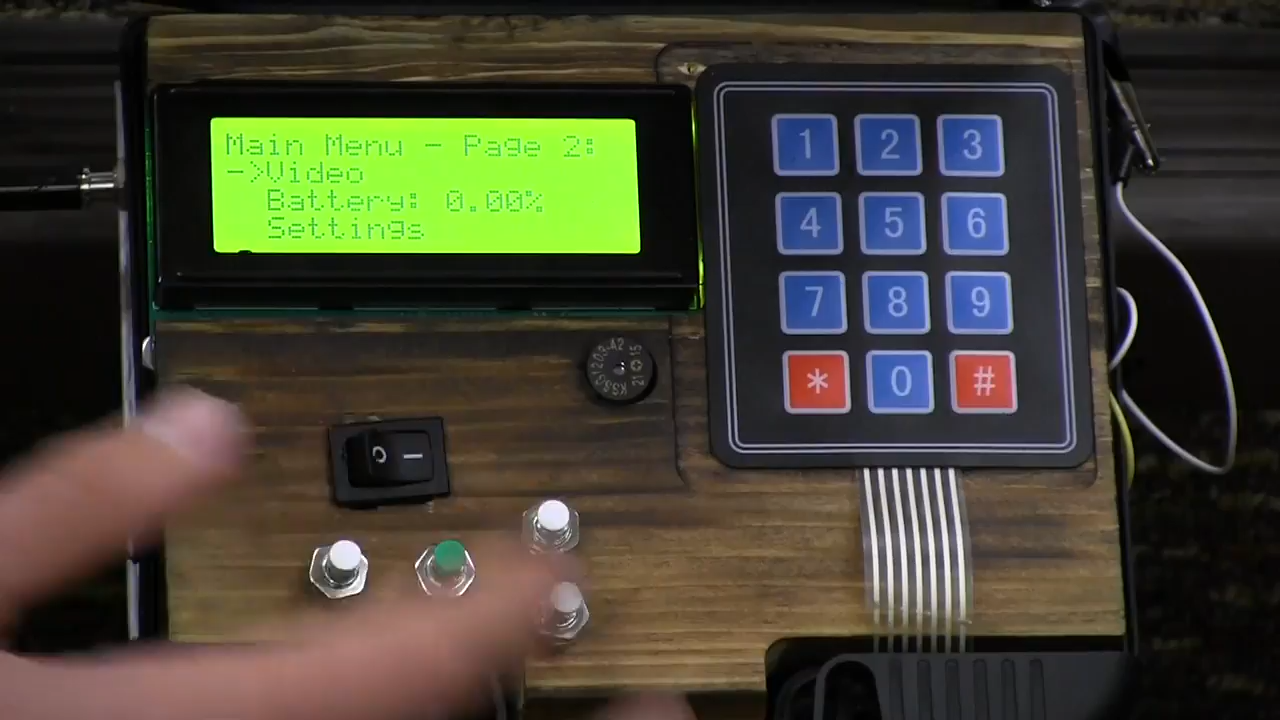 Main Menu - Page 2:
->Video
Battery: 0.00%
Settings
1 2 3
4 5 6
7 8 9
* 0 #